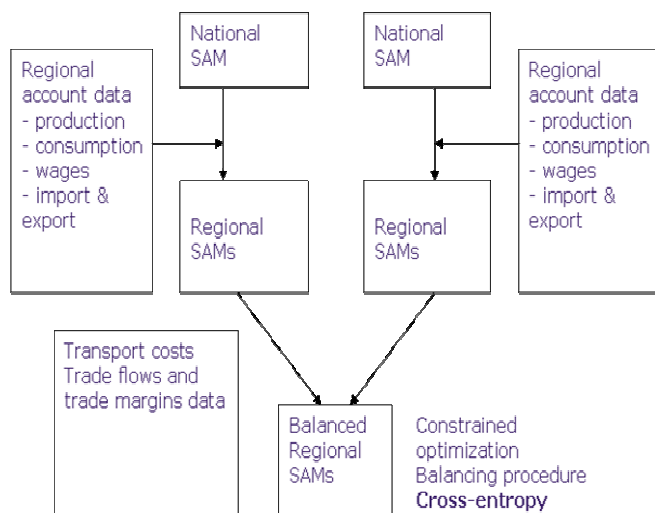 National
SAM
National
SAM
Regional
account data
- production
- consumption
- wages
- import &
export
Regional
account data
- production
- consumption
- wages
- import &
export
Regional
SAMs
Regional
SAMs
Transport costs
Trade flows and
trade margins data
Balanced
Regional
SAMs
Constrained
optimization
Balancing procedure
Cross-entropy